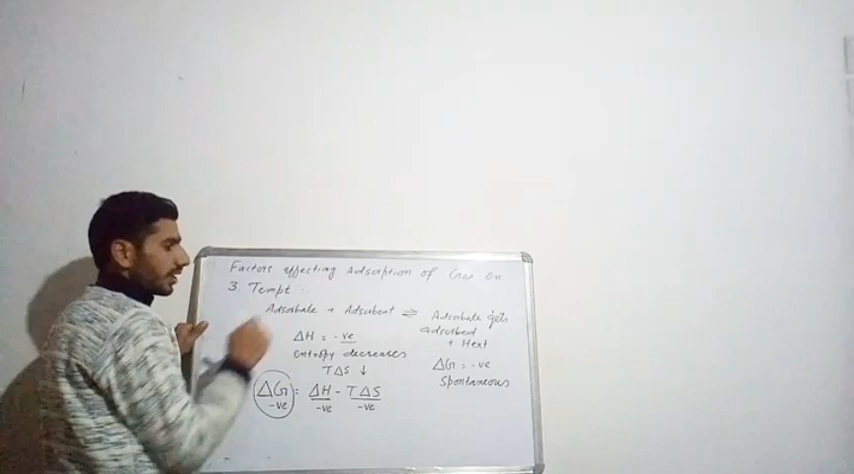 Factors effecting Adsorption of Gas On
3. Tempt :
Adsorbate + Adsorbent ⇌ Adsorbate gets
adsorbed
+ Heat
ΔH = -ve
entropy decreases
TΔS ↓
ΔG = -ve
Spontaneous
ΔG = ΔH - TΔS
-ve -ve -ve